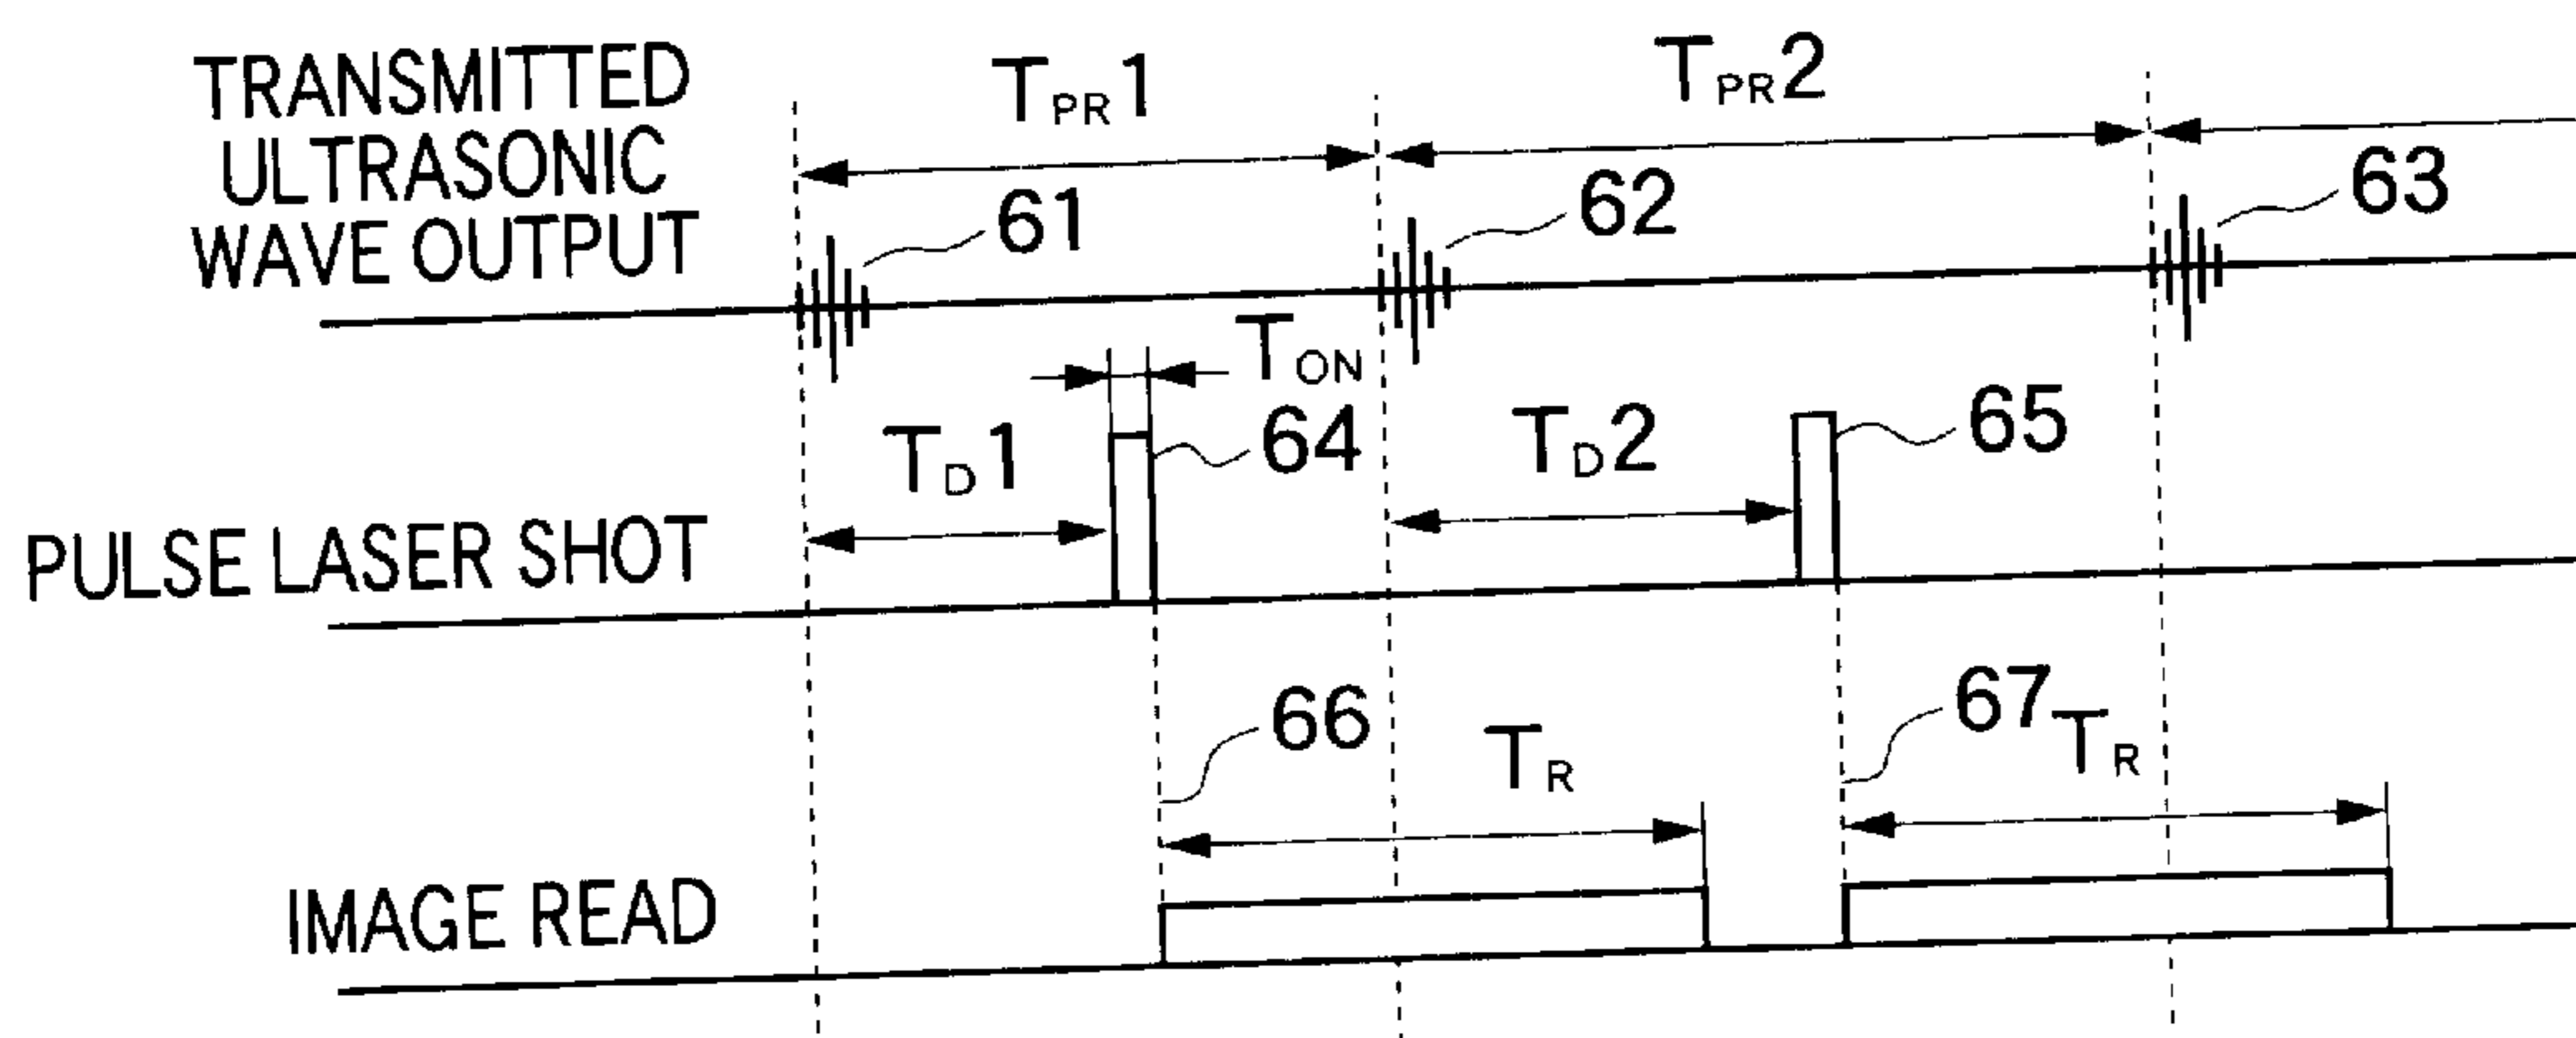 TRANSMITTED
ULTRASONIC
WAVE OUTPUT
TPR1
TPR2
61
62
63
TON
PULSE LASER SHOT
TD1
64
TD2
65
66
67
IMAGE READ
TR
TR